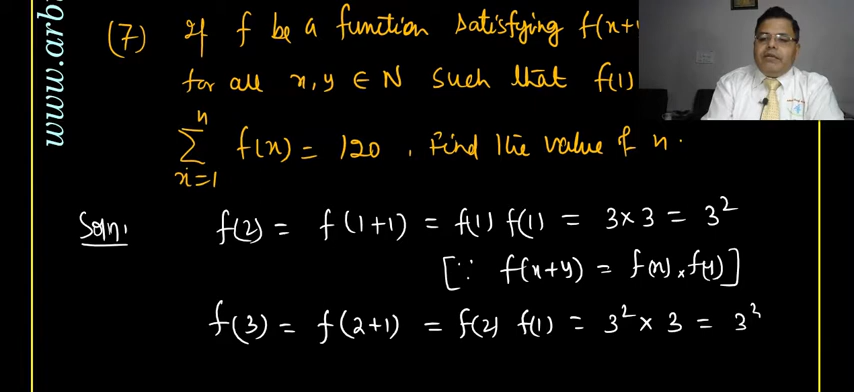 www.arb
(7) If f be a function satisfying f(x+
for all x, y ∈ N such that f(1)
n
∑ f(x) = 120 , find the value of n.
x=1
Soln:
f(2) = f(1+1) = f(1) f(1) = 3×3 = 3²
[∵ f(x+y) = f(x) × f(y)]
f(3) = f(2+1) = f(2) f(1) = 3² × 3 = 3³